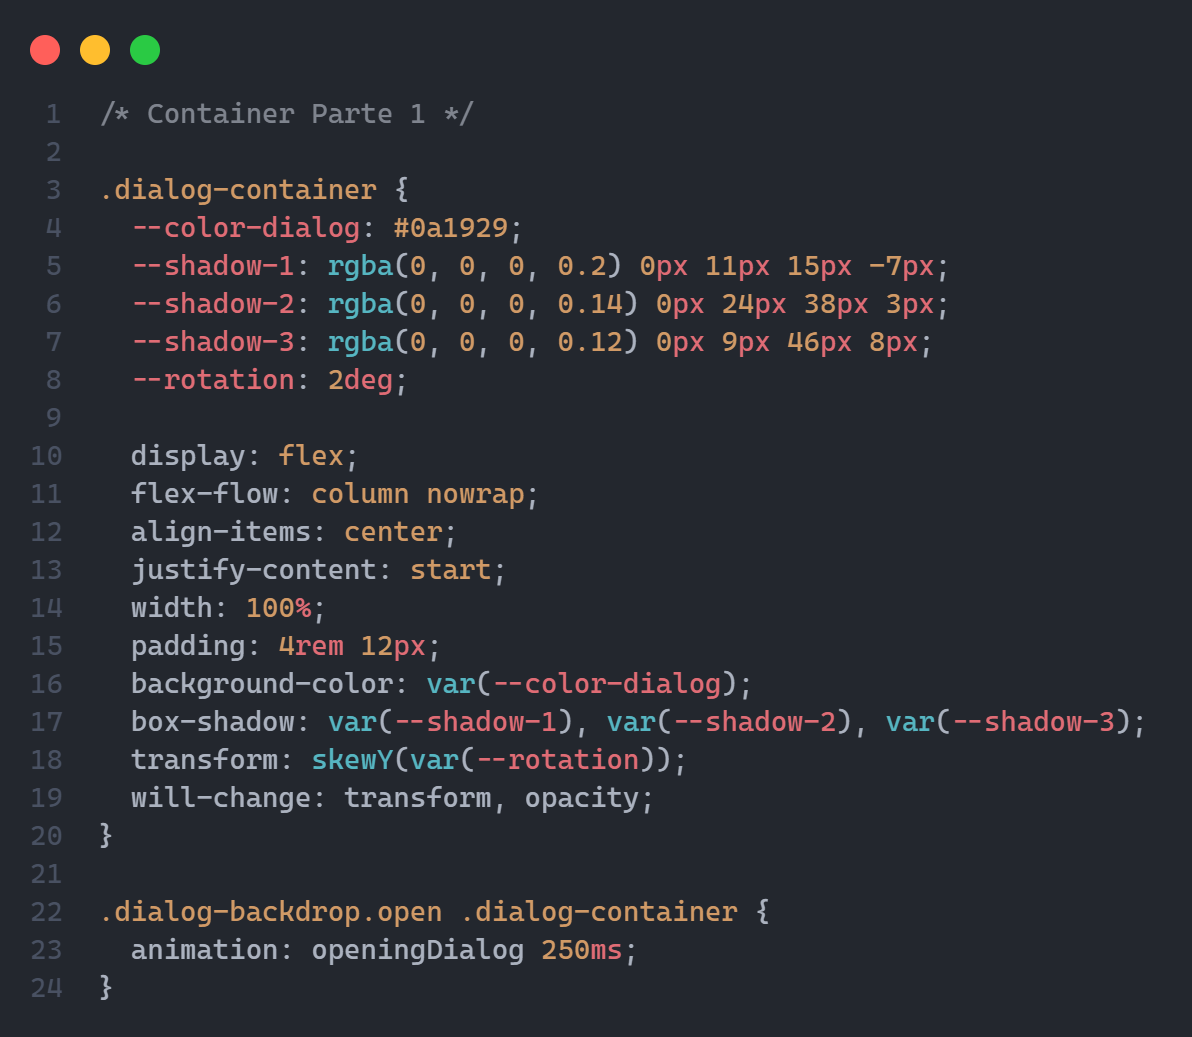 1 /* Container Parte 1 */
2
3 .dialog-container {
4   --color-dialog: #0a1929;
5   --shadow-1: rgba(0, 0, 0, 0.2) 0px 11px 15px -7px;
6   --shadow-2: rgba(0, 0, 0, 0.14) 0px 24px 38px 3px;
7   --shadow-3: rgba(0, 0, 0, 0.12) 0px 9px 46px 8px;
8   --rotation: 2deg;
9
10   display: flex;
11   flex-flow: column nowrap;
12   align-items: center;
13   justify-content: start;
14   width: 100%;
15   padding: 4rem 12px;
16   background-color: var(--color-dialog);
17   box-shadow: var(--shadow-1), var(--shadow-2), var(--shadow-3);
18   transform: skewY(var(--rotation));
19   will-change: transform, opacity;
20 }
21
22 .dialog-backdrop.open .dialog-container {
23   animation: openingDialog 250ms;
24 }